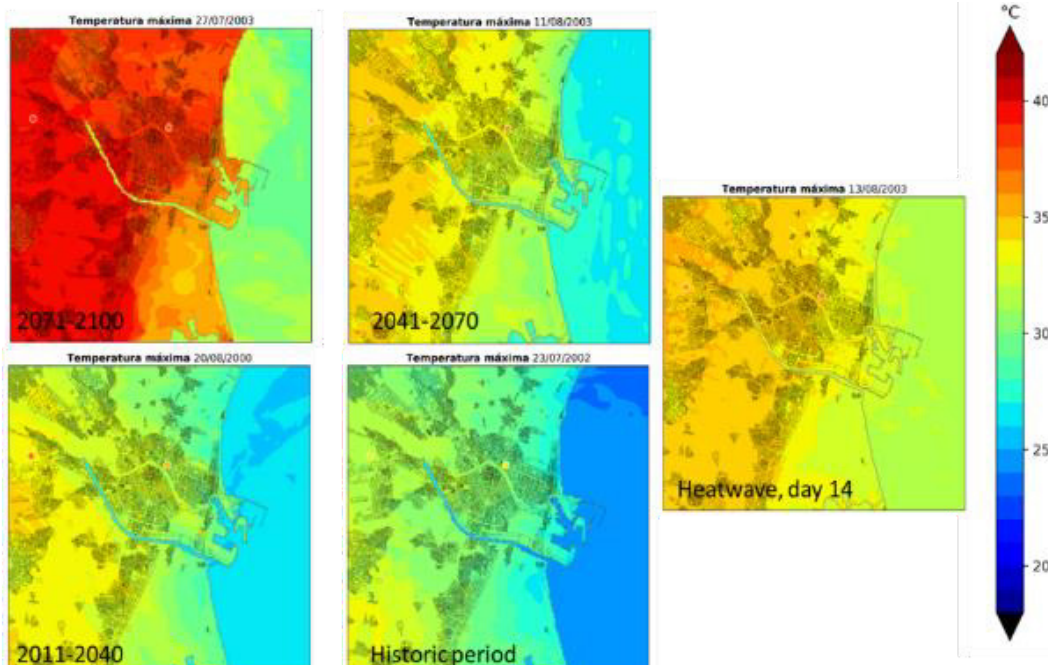 Temperatura máxima 27/07/2003
2071-2100
Temperatura máxima 11/08/2003
2041-2070
Temperatura máxima 13/08/2003
Heatwave, day 14
Temperatura máxima 20/08/2000
2011-2040
Temperatura máxima 23/07/2002
Historic period
°C
40
35
30
25
20